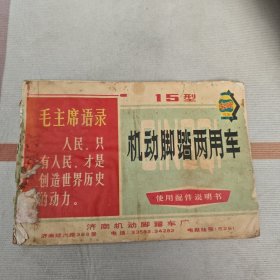 毛主席语录
人民，只
有人民，才是
创造世界历史
的动力。
15型
QINGQI
机动脚踏两用车
使用配件说明书
济南机动脚踏车厂